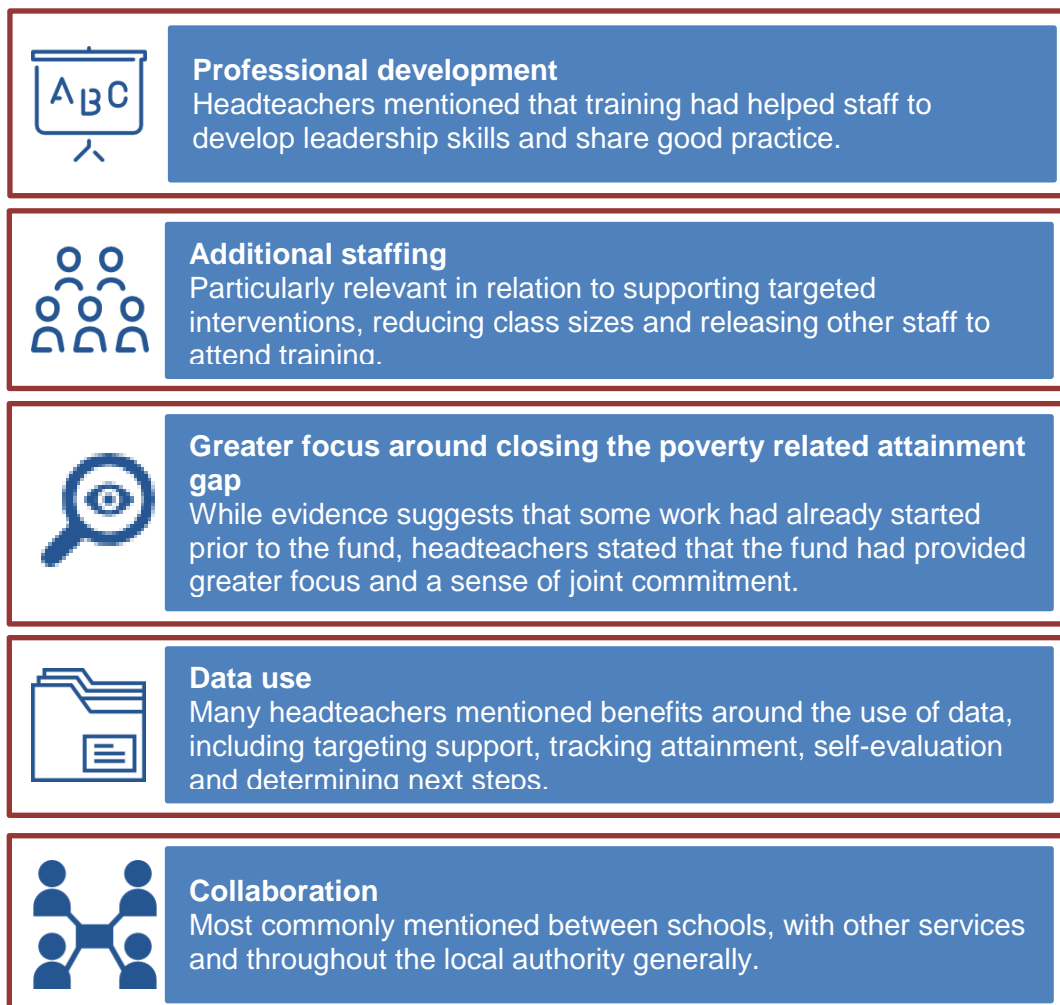 ABC
Professional development
Headteachers mentioned that training had helped staff to
develop leadership skills and share good practice.
Additional staffing
Particularly relevant in relation to supporting targeted
interventions, reducing class sizes and releasing other staff to
attend training.
Greater focus around closing the poverty related attainment
gap
While evidence suggests that some work had already started
prior to the fund, headteachers stated that the fund had provided
greater focus and a sense of joint commitment.
Data use
Many headteachers mentioned benefits around the use of data,
including targeting support, tracking attainment, self-evaluation
and determining next steps.
Collaboration
Most commonly mentioned between schools, with other services
and throughout the local authority generally.